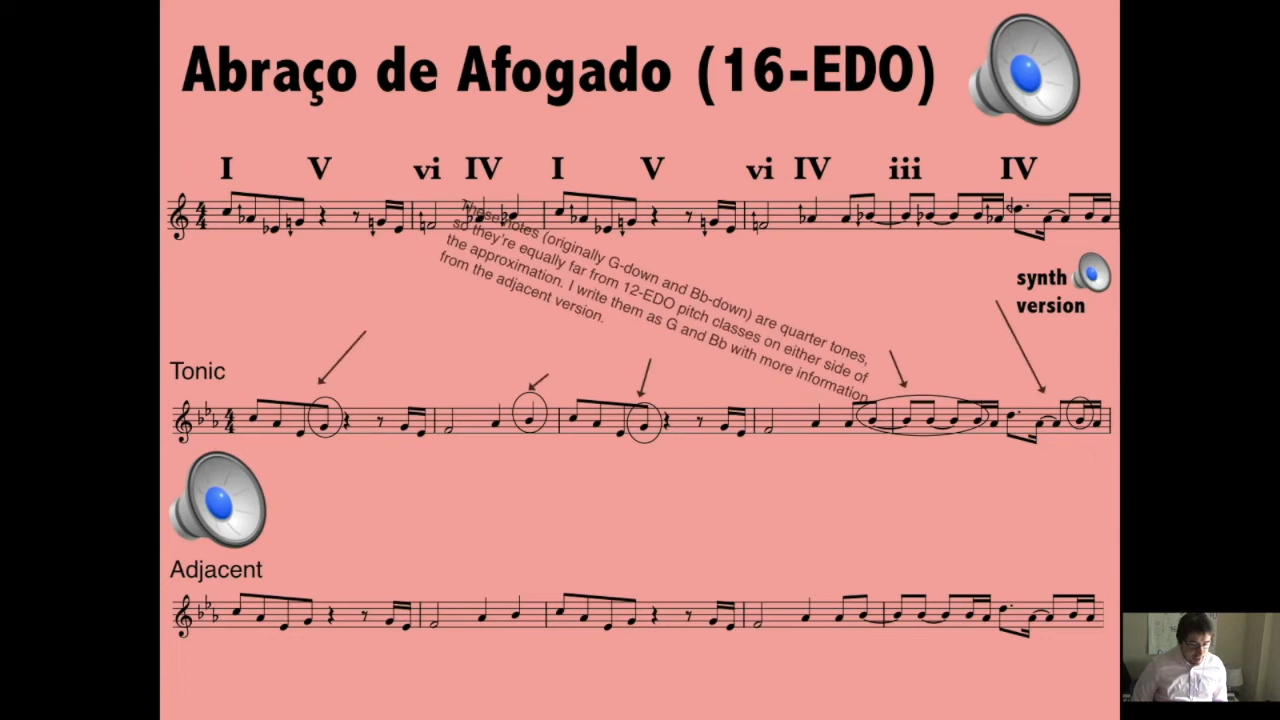 Abraço de Afogado (16-EDO)
I V vi IV I V vi IV iii IV
These notes (originally G-down and Bb-down) are quarter tones,
so they're equally far from 12-EDO pitch classes on either side of
the approximation. I write them as G and Bb with more information
from the adjacent version.
synth
version
Tonic
Adjacent